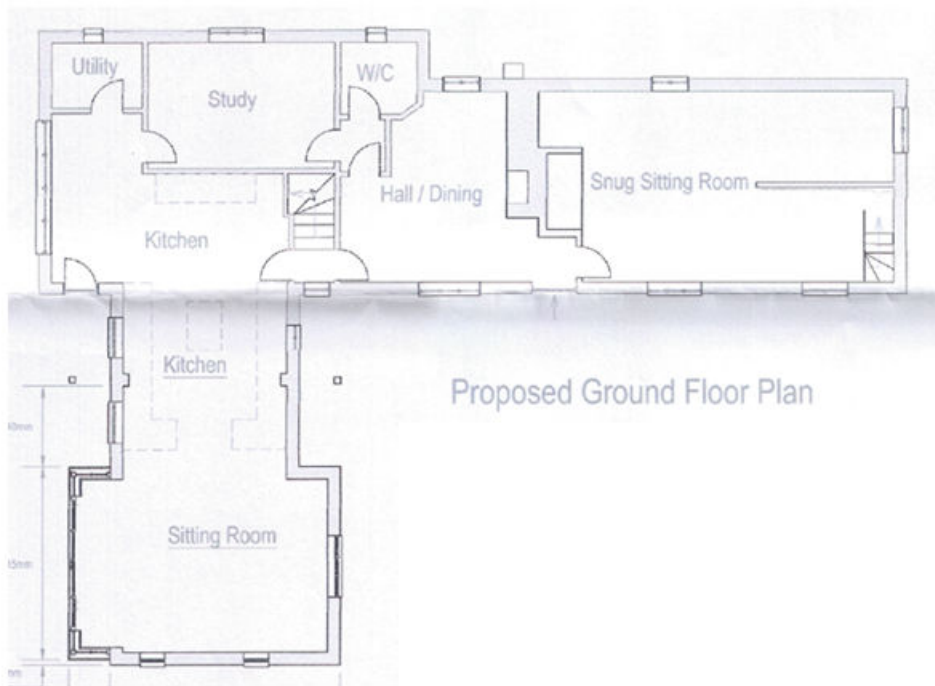 Utility
Study
W/C
Hall / Dining
Snug Sitting Room
Kitchen
Kitchen
Proposed Ground Floor Plan
Sitting Room